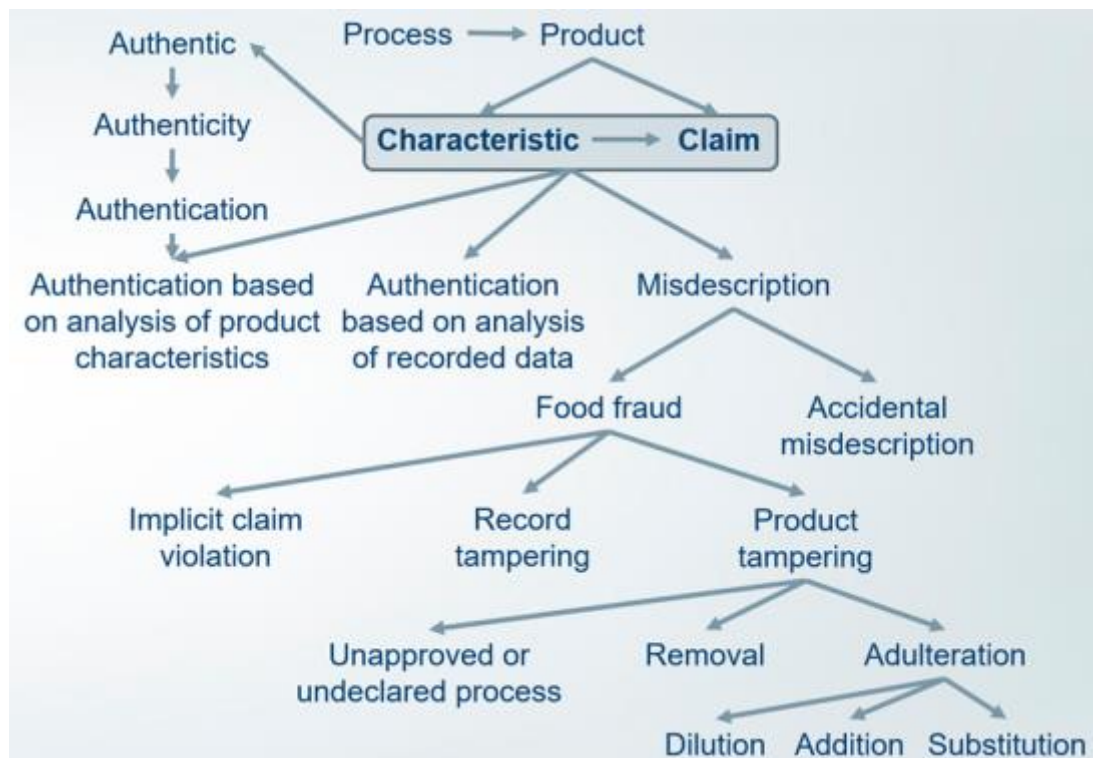 Authentic
Process
Product
Authenticity
Characteristic
Claim
Authentication
Authentication based
on analysis of product
characteristics
Authentication
based on analysis
of recorded data
Misdescription
Food fraud
Accidental
misdescription
Implicit claim
violation
Record
tampering
Product
tampering
Unapproved or
undeclared process
Removal
Adulteration
Dilution
Addition
Substitution